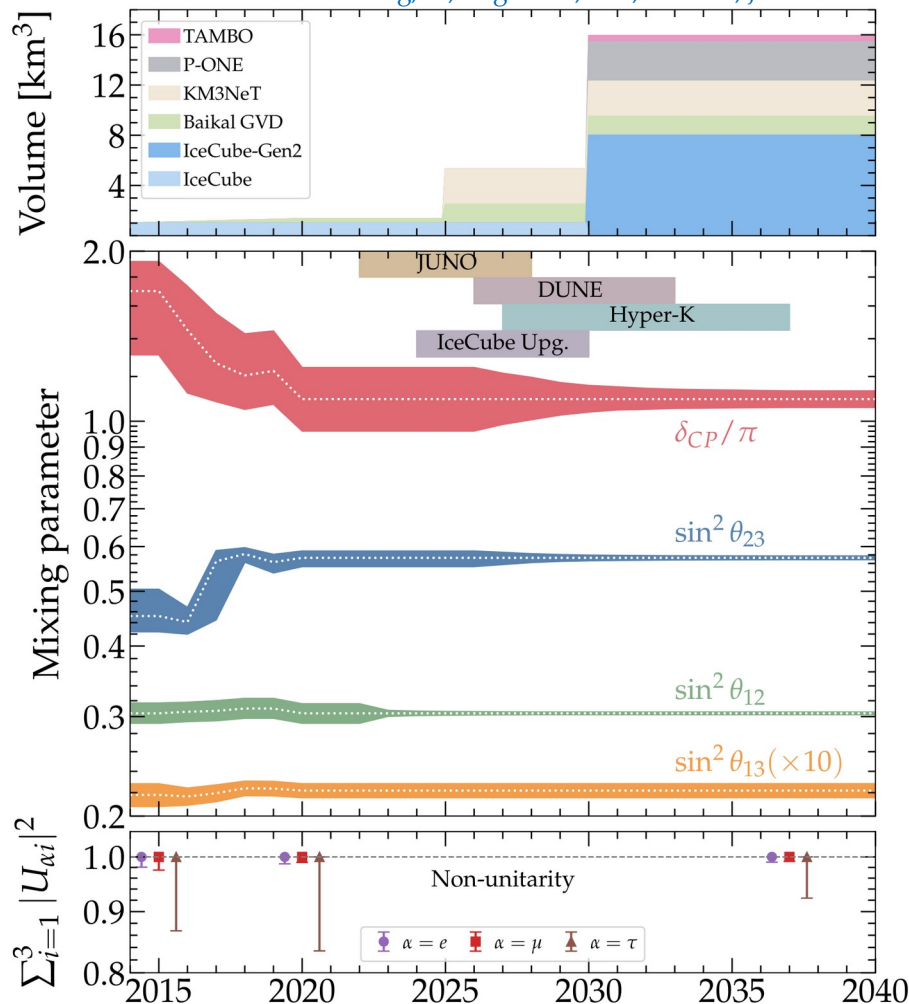 16
12
8
4
Volume [km³]
TAMBO
P-ONE
KM3NeT
Baikal GVD
IceCube-Gen2
IceCube
2.0
1.0
0.9
0.8
0.7
0.6
0.5
0.4
0.3
0.2
Mixing parameter
JUNO
DUNE
Hyper-K
IceCube Upg.
δ_CP/π
sin² θ₂₃
sin² θ₁₂
sin² θ₁₃(×10)
1.0
0.9
0.8
Σ³ᵢ₌₁ |U_αi|²
Non-unitarity
α = e α = μ α = τ
2015 2020 2025 2030 2035 2040